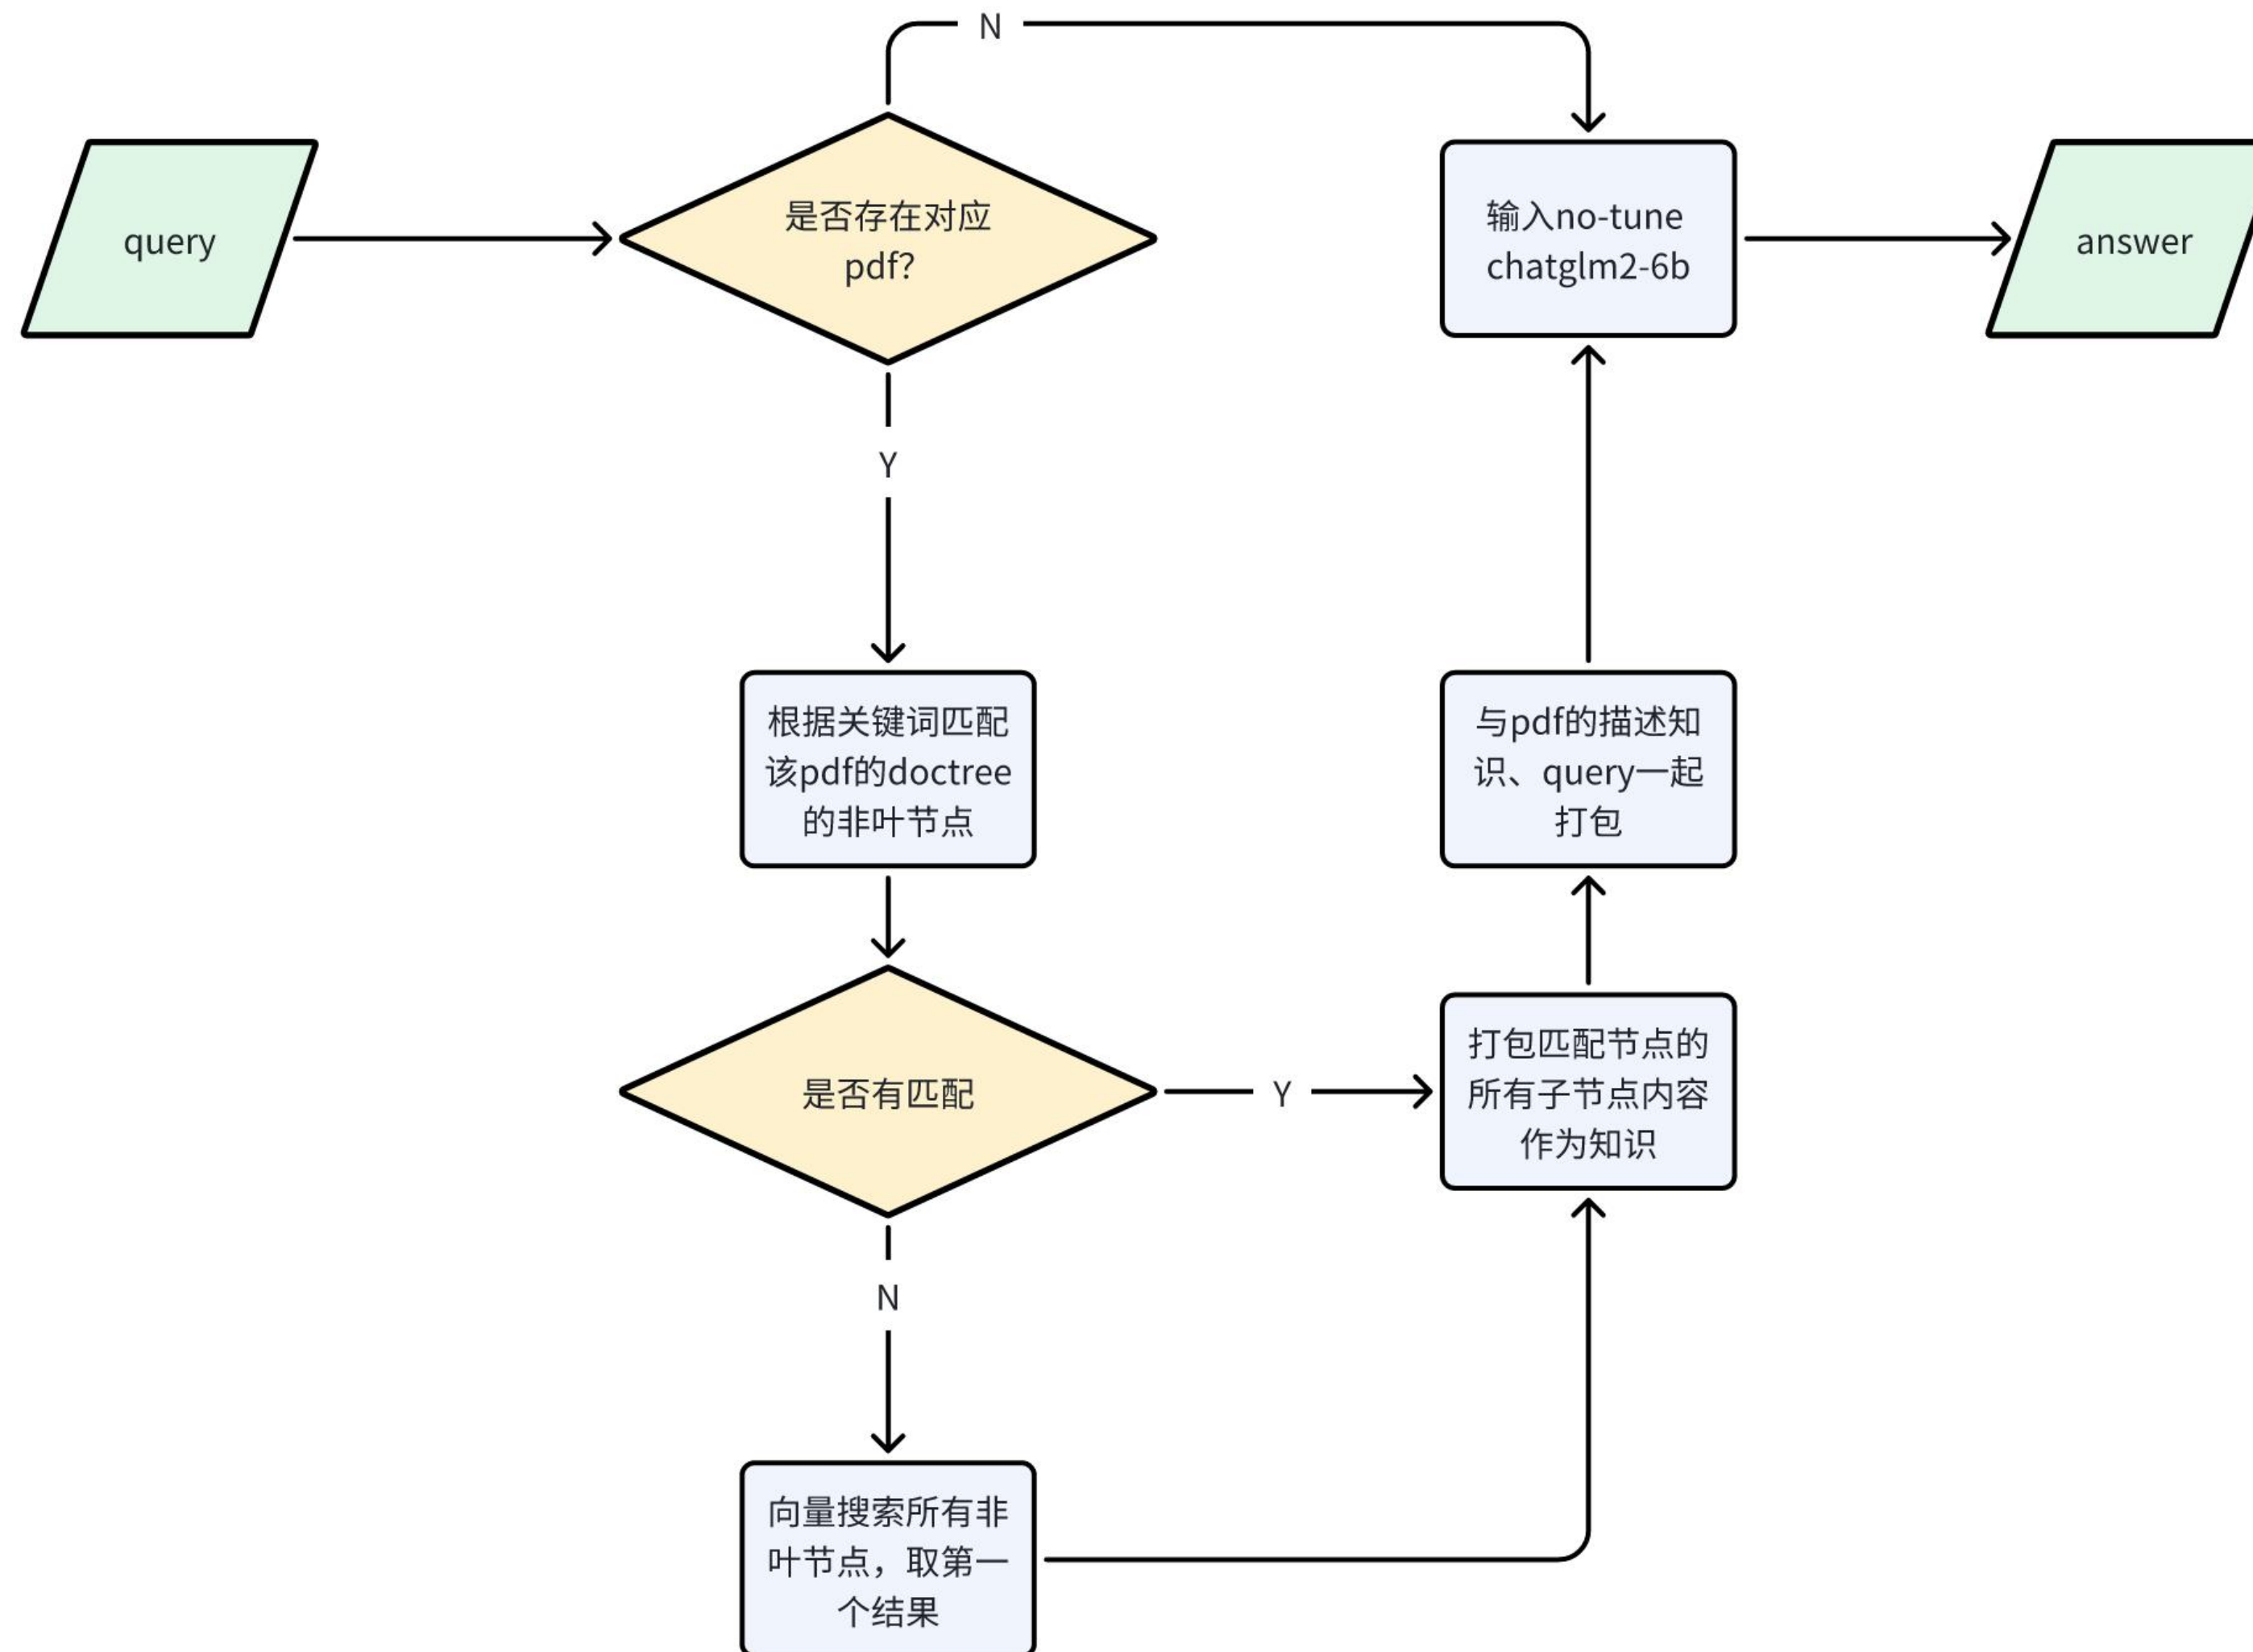 N
query
是否存在对应
pdf?
输入no-tune
chatglm2-6b
answer
Y
根据关键词匹配
该pdf的doctree
的非叶节点
与pdf的描述知
识、query一起
打包
是否有匹配
Y
打包匹配节点的
所有子节点内容
作为知识
N
向量搜索所有非
叶节点，取第一
个结果